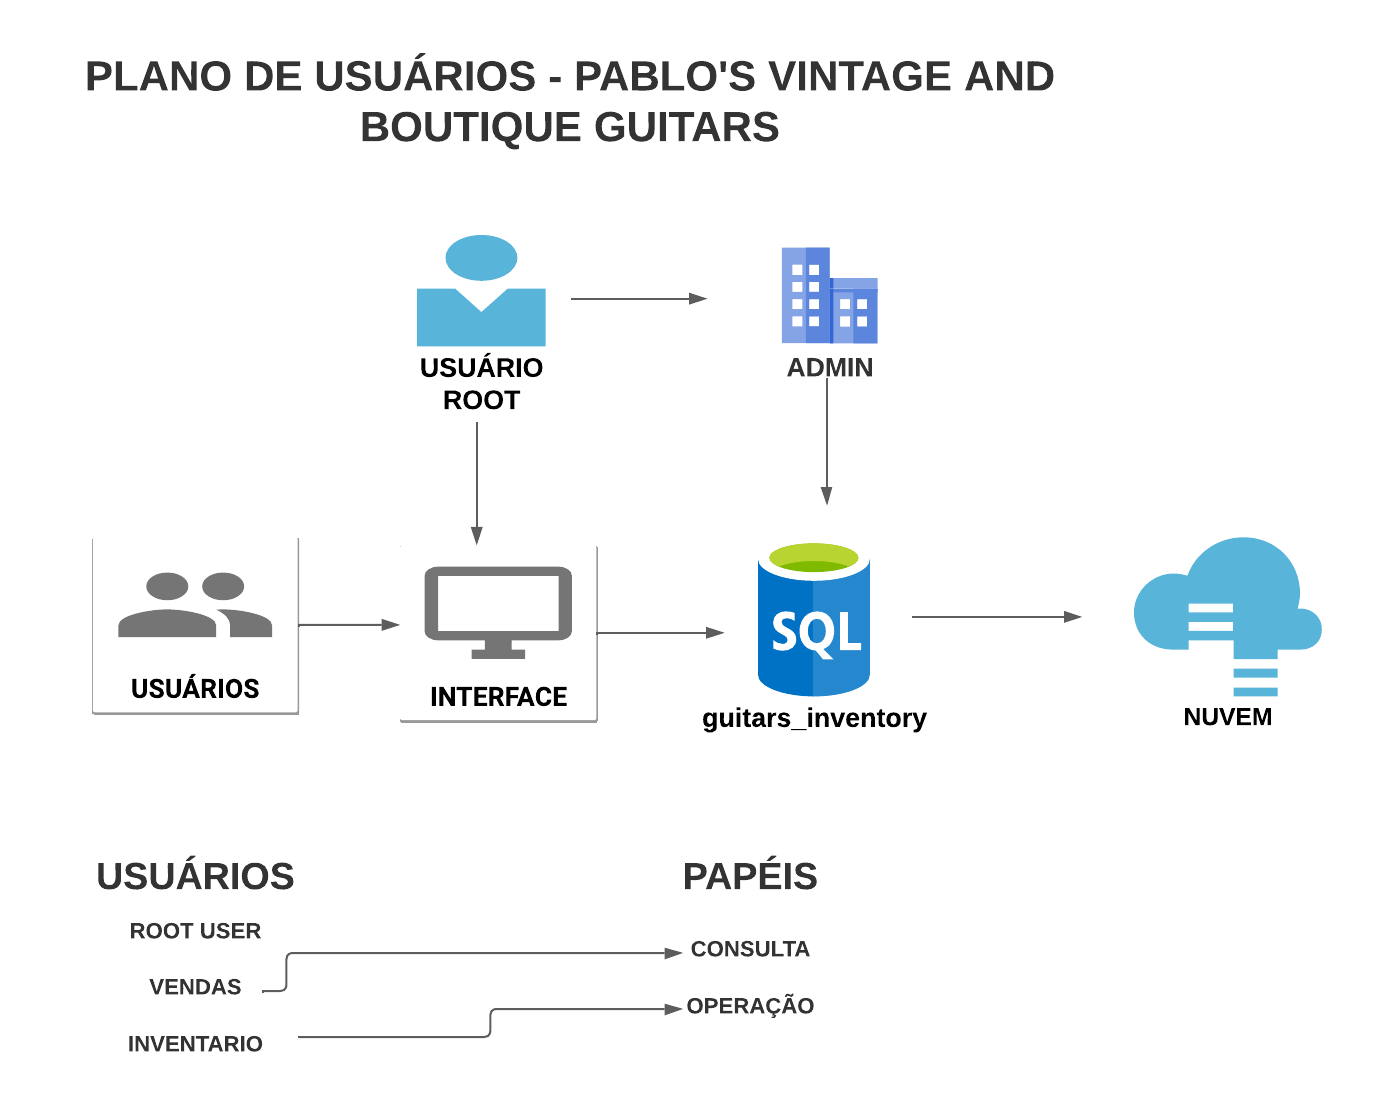 PLANO DE USUÁRIOS - PABLO'S VINTAGE AND
BOUTIQUE GUITARS
USUÁRIO
ROOT
ADMIN
USUÁRIOS
INTERFACE
SQL
guitars_inventory
NUVEM
USUÁRIOS
PAPÉIS
ROOT USER
CONSULTA
VENDAS
OPERAÇÃO
INVENTARIO